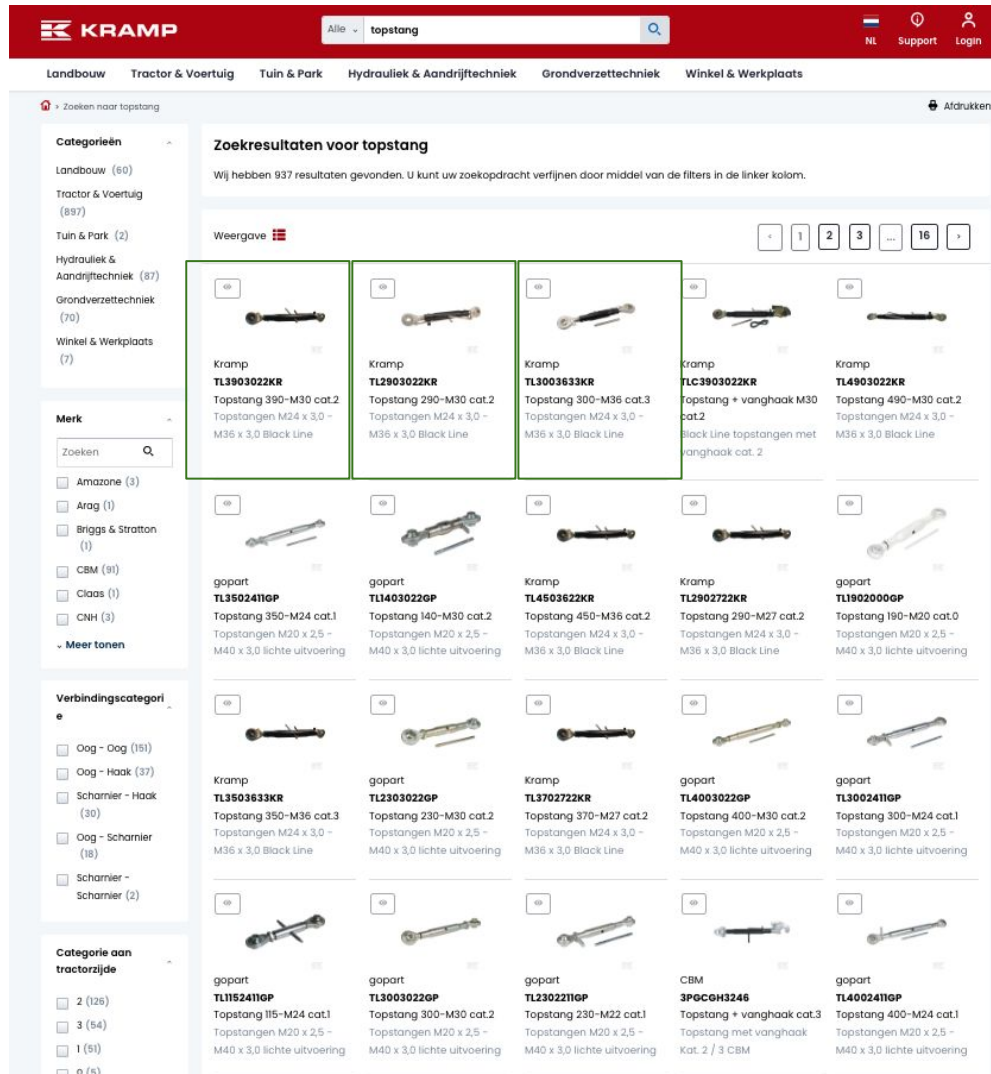 KRAMP
Alle
topstang
NL
Support
Login
Landbouw
Tractor & Voertuig
Tuin & Park
Hydrauliek & Aandrijftechniek
Grondverzettechniek
Winkel & Werkplaats
› Zoeken naar topstang
Afdrukken
Categorieën
Landbouw (60)
Tractor & Voertuig
(897)
Tuin & Park (2)
Hydrauliek &
Aandrijftechniek (87)
Grondverzettechniek
(70)
Winkel & Werkplaats
(7)
Merk
Zoeken
Amazone (3)
Arag (1)
Briggs & Stratton
(1)
CBM (91)
Claas (1)
CNH (3)
Meer tonen
Verbindingscategori
e
Oog - Oog (151)
Oog - Haak (37)
Scharnier - Haak
(30)
Oog - Scharnier
(18)
Scharnier -
Scharnier (2)
Categorie aan
tractorzijde
2 (126)
3 (54)
1 (51)
0 (5)
Zoekresultaten voor topstang
Wij hebben 937 resultaten gevonden. U kunt uw zoekopdracht verfijnen door middel van de filters in de linker kolom.
Weergave
‹ 1 2 3 ... 16 ›
Kramp
TL3903022KR
Topstang 390-M30 cat.2
Topstangen M24 x 3,0 -
M36 x 3,0 Black Line
Kramp
TL2903022KR
Topstang 290-M30 cat.2
Topstangen M24 x 3,0 -
M36 x 3,0 Black Line
Kramp
TL3003633KR
Topstang 300-M36 cat.3
Topstangen M24 x 3,0 -
M36 x 3,0 Black Line
Kramp
TLC3903022KR
Topstang + vanghaak M30
cat.2
Black Line topstangen met
vanghaak cat. 2
Kramp
TL4903022KR
Topstang 490-M30 cat.2
Topstangen M24 x 3,0 -
M36 x 3,0 Black Line
gopart
TL3502411GP
Topstang 350-M24 cat.1
Topstangen M20 x 2,5 -
M40 x 3,0 lichte uitvoering
gopart
TL1403022GP
Topstang 140-M30 cat.2
Topstangen M20 x 2,5 -
M40 x 3,0 lichte uitvoering
Kramp
TL4503622KR
Topstang 450-M36 cat.2
Topstangen M24 x 3,0 -
M36 x 3,0 Black Line
Kramp
TL2902722KR
Topstang 290-M27 cat.2
Topstangen M24 x 3,0 -
M36 x 3,0 Black Line
gopart
TL1902000GP
Topstang 190-M20 cat.0
Topstangen M20 x 2,5 -
M40 x 3,0 lichte uitvoering
Kramp
TL3503633KR
Topstang 350-M36 cat.3
Topstangen M24 x 3,0 -
M36 x 3,0 Black Line
gopart
TL2303022GP
Topstang 230-M30 cat.2
Topstangen M20 x 2,5 -
M40 x 3,0 lichte uitvoering
Kramp
TL3702722KR
Topstang 370-M27 cat.2
Topstangen M24 x 3,0 -
M36 x 3,0 Black Line
gopart
TL4003022GP
Topstang 400-M30 cat.2
Topstangen M20 x 2,5 -
M40 x 3,0 lichte uitvoering
gopart
TL3002411GP
Topstang 300-M24 cat.1
Topstangen M20 x 2,5 -
M40 x 3,0 lichte uitvoering
gopart
TL1152411GP
Topstang 115-M24 cat.1
Topstangen M20 x 2,5 -
M40 x 3,0 lichte uitvoering
gopart
TL3003022GP
Topstang 300-M30 cat.2
Topstangen M20 x 2,5 -
M40 x 3,0 lichte uitvoering
gopart
TL2302211GP
Topstang 230-M22 cat.1
Topstangen M20 x 2,5 -
M40 x 3,0 lichte uitvoering
CBM
3PGCGH3246
Topstang + vanghaak cat.3
Topstang met vanghaak
Kat. 2 / 3 CBM
gopart
TL4002411GP
Topstang 400-M24 cat.1
Topstangen M20 x 2,5 -
M40 x 3,0 lichte uitvoering